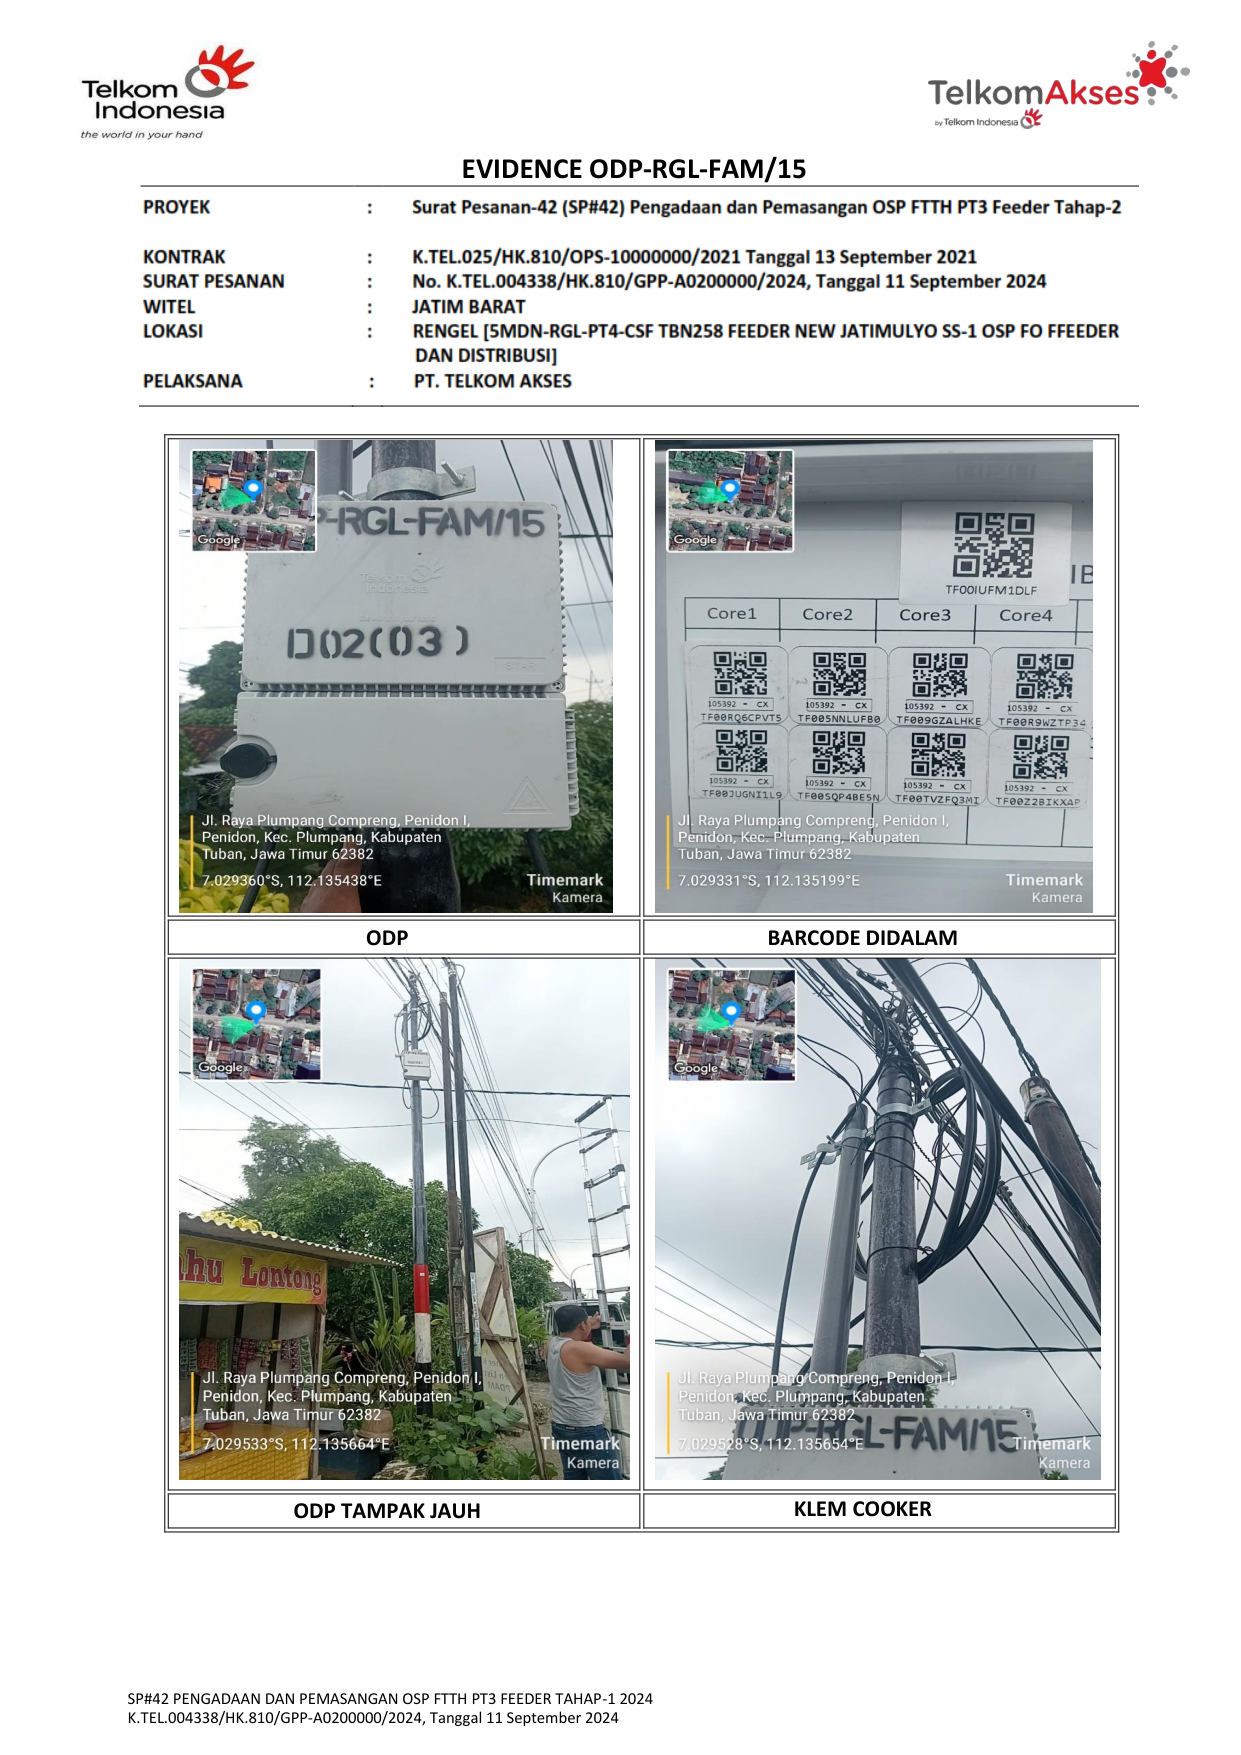 Telkom
Indonesia
the world in your hand
TelkomAkses
by Telkom Indonesia
EVIDENCE ODP-RGL-FAM/15
PROYEK : Surat Pesanan-42 (SP#42) Pengadaan dan Pemasangan OSP FTTH PT3 Feeder Tahap-2
KONTRAK : K.TEL.025/HK.810/OPS-10000000/2021 Tanggal 13 September 2021
SURAT PESANAN : No. K.TEL.004338/HK.810/GPP-A0200000/2024, Tanggal 11 September 2024
WITEL : JATIM BARAT
LOKASI : RENGEL [5MDN-RGL-PT4-CSF TBN258 FEEDER NEW JATIMULYO SS-1 OSP FO FFEEDER
DAN DISTRIBUSI]
PELAKSANA : PT. TELKOM AKSES
Google
P-RGL-FAM/15
Telkom
Indonesia
D02(03)
Jl. Raya Plumpang Compreng, Penidon I,
Penidon, Kec. Plumpang, Kabupaten
Tuban, Jawa Timur 62382
7.029360°S, 112.135438°E
Timemark
Kamera
Google
TF00IUFM1DLF
IB
Core1 Core2 Core3 Core4
105392 - CX 105392 - CX 105392 - CX 105392 - CX
TF00RQ6CPVT5 TF005NNLUFB0 TF009GZALHKE TF00R9WZTP34
105392 - CX 105392 - CX 105392 - CX 105392 - CX
TF00JUGNI1L9 TF00SQP4BE5N TF00TVZFQ3MI TF00Z2BIKXAP
Jl. Raya Plumpang Compreng, Penidon I,
Penidon, Kec. Plumpang, Kabupaten
Tuban, Jawa Timur 62382
7.029331°S, 112.135199°E
Timemark
Kamera
ODP
BARCODE DIDALAM
Google
hu Lontong
Jl. Raya Plumpang Compreng, Penidon I,
Penidon, Kec. Plumpang, Kabupaten
Tuban, Jawa Timur 62382
7.029533°S, 112.135664°E
Timemark
Kamera
Google
Jl. Raya Plumpang Compreng, Penidon I,
Penidon, Kec. Plumpang, Kabupaten
Tuban, Jawa Timur 62382
ODP-RGL-FAM/15
7.029528°S, 112.135654°E
Timemark
Kamera
ODP TAMPAK JAUH
KLEM COOKER
SP#42 PENGADAAN DAN PEMASANGAN OSP FTTH PT3 FEEDER TAHAP-1 2024
K.TEL.004338/HK.810/GPP-A0200000/2024, Tanggal 11 September 2024